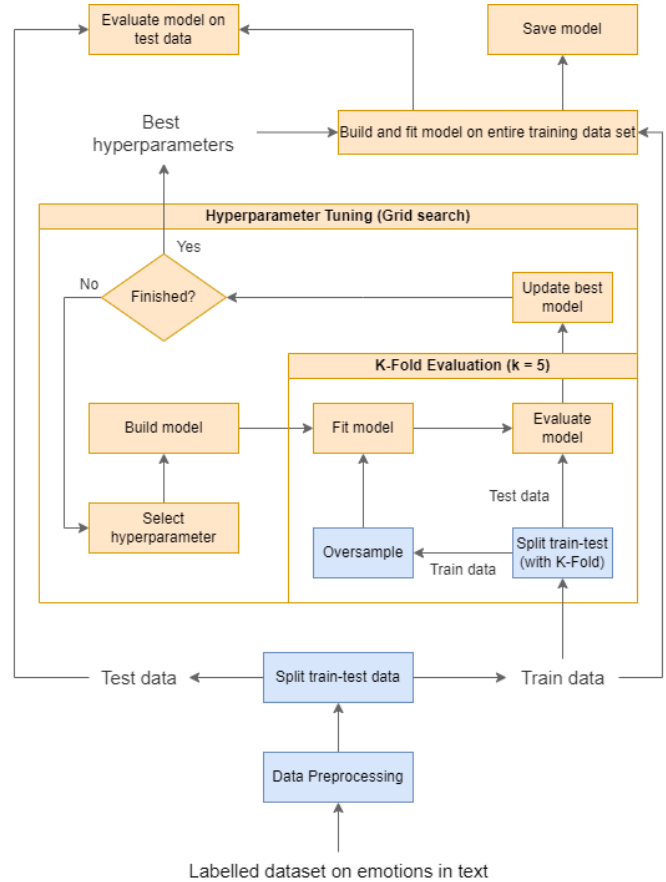 Evaluate model on
test data
Save model
Best
hyperparameters
Build and fit model on entire training data set
Hyperparameter Tuning (Grid search)
Yes
No
Finished?
Update best
model
K-Fold Evaluation (k = 5)
Build model
Fit model
Evaluate
model
Test data
Select
hyperparameter
Oversample
Train data
Split train-test
(with K-Fold)
Test data
Split train-test data
Train data
Data Preprocessing
Labelled dataset on emotions in text